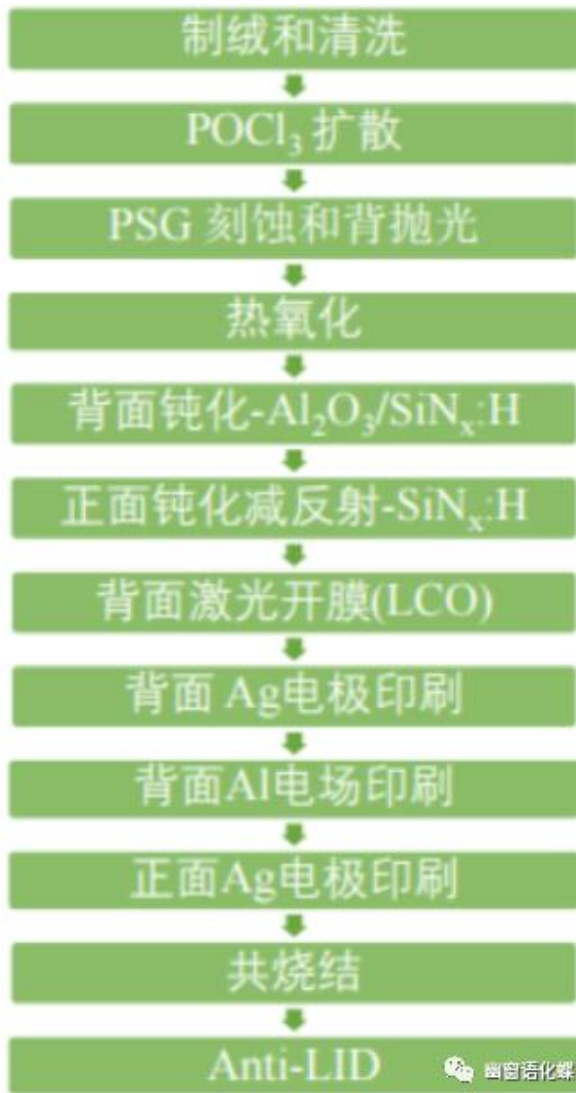 制绒和清洗
POCl₃ 扩散
PSG 刻蚀和背抛光
热氧化
背面钝化-Al₂O₃/SiNₓ:H
正面钝化减反射-SiNₓ:H
背面激光开膜(LCO)
背面 Ag电极印刷
背面Al电场印刷
正面Ag电极印刷
共烧结
Anti-LID
幽窗语化蝶